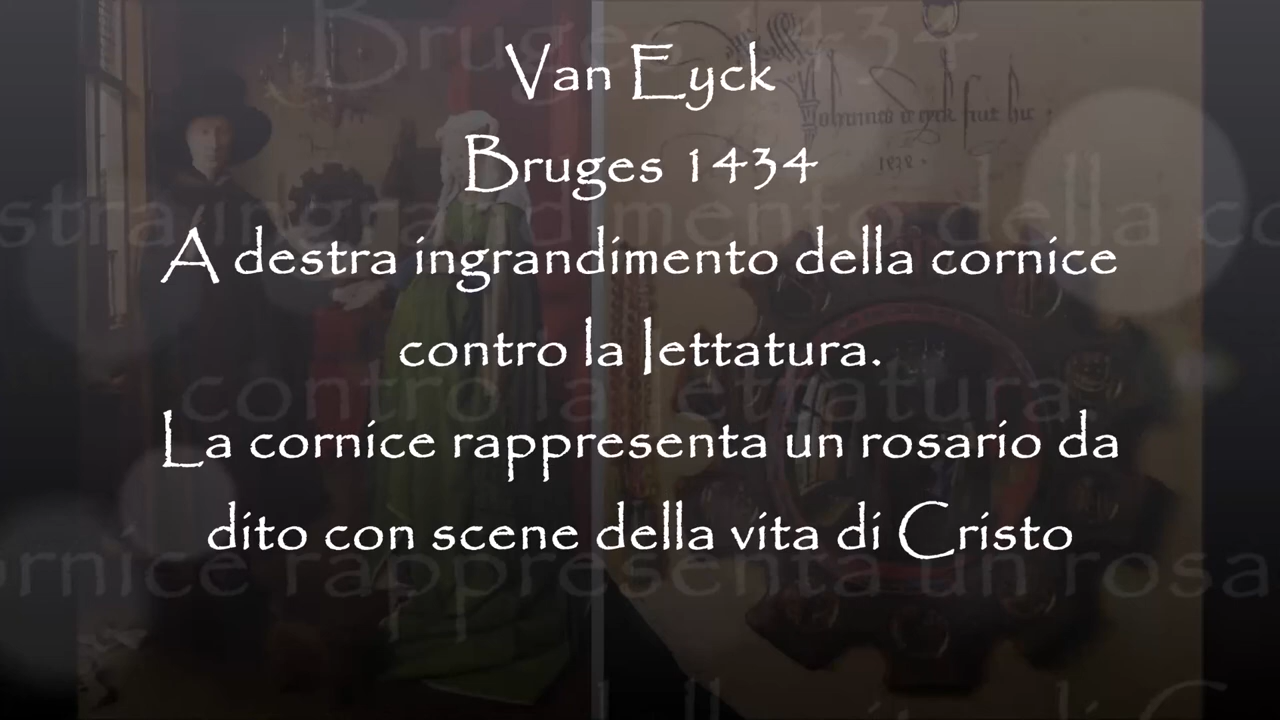 Van Eyck
Bruges 1434
A destra ingrandimento della cornice
contro la Jettatura.
La cornice rappresenta un rosario da
dito con scene della vita di Cristo